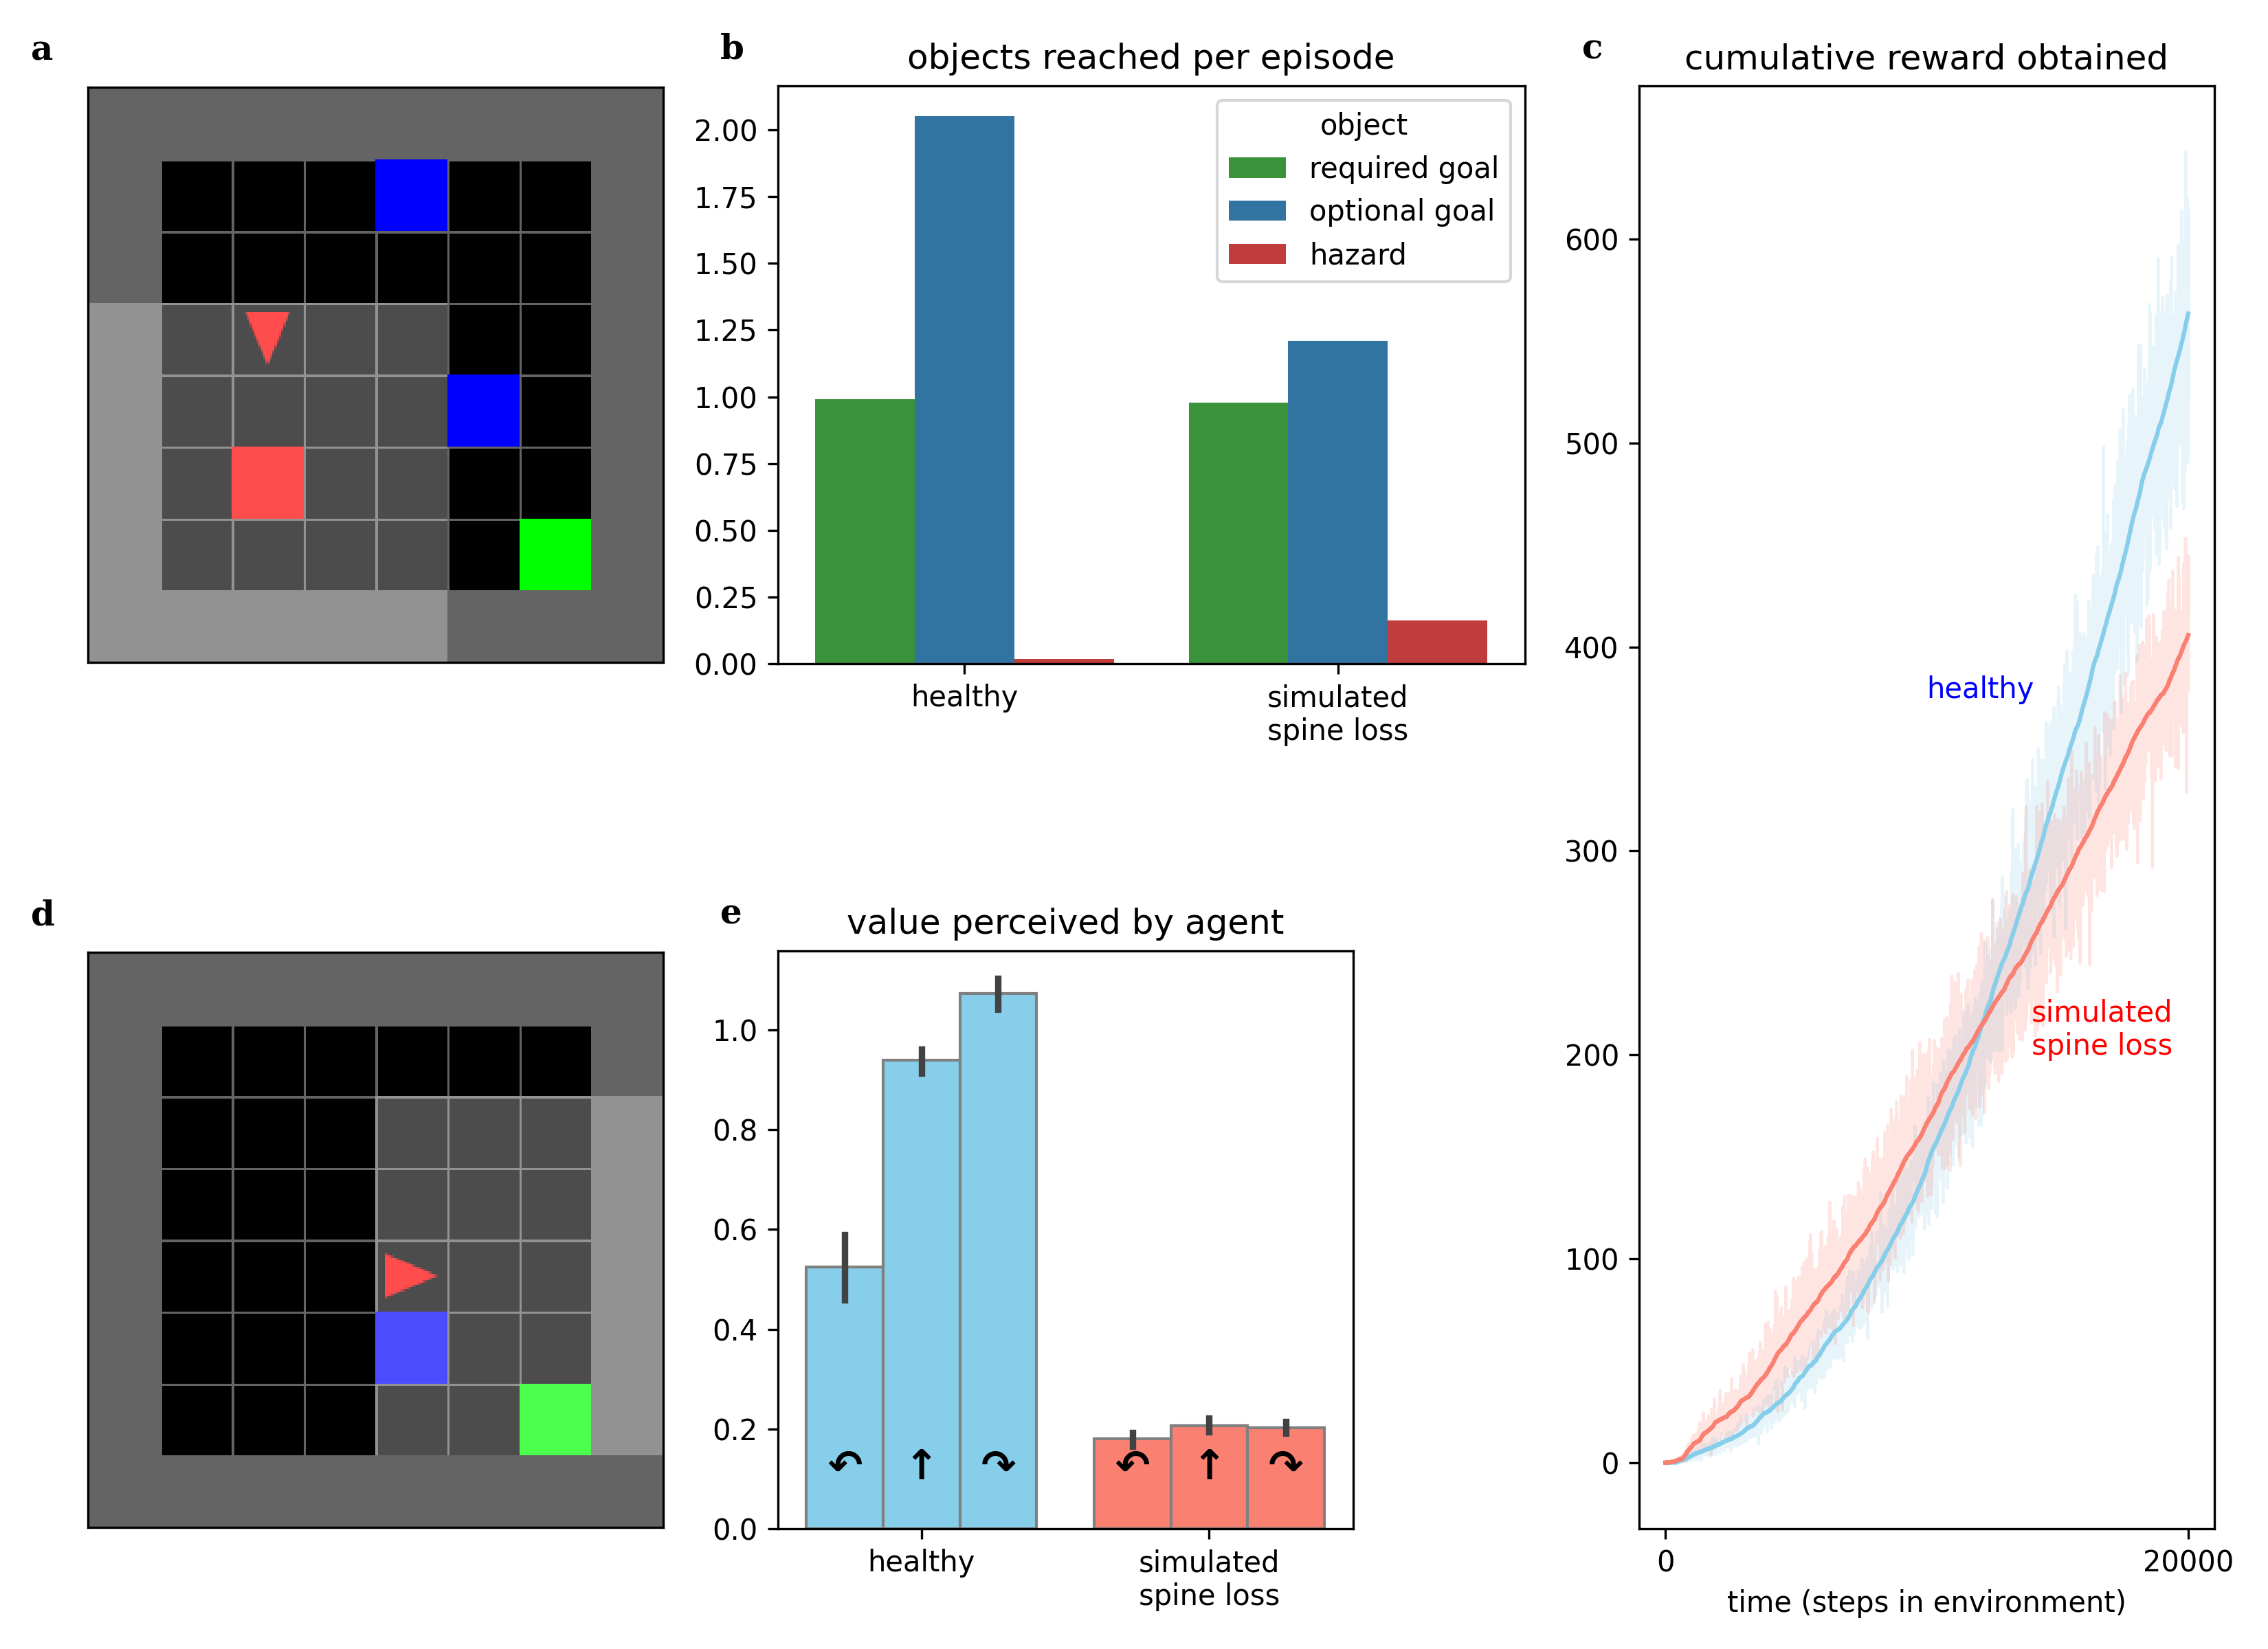 a
b
objects reached per episode
2.00
1.75
1.50
1.25
1.00
0.75
0.50
0.25
0.00
object
required goal
optional goal
hazard
healthy
simulated
spine loss
c
cumulative reward obtained
600
500
400
300
200
100
0
healthy
simulated
spine loss
0
20000
time (steps in environment)
d
e
value perceived by agent
1.0
0.8
0.6
0.4
0.2
0.0
↶ ↑ ↷ ↶ ↑ ↷
healthy
simulated
spine loss